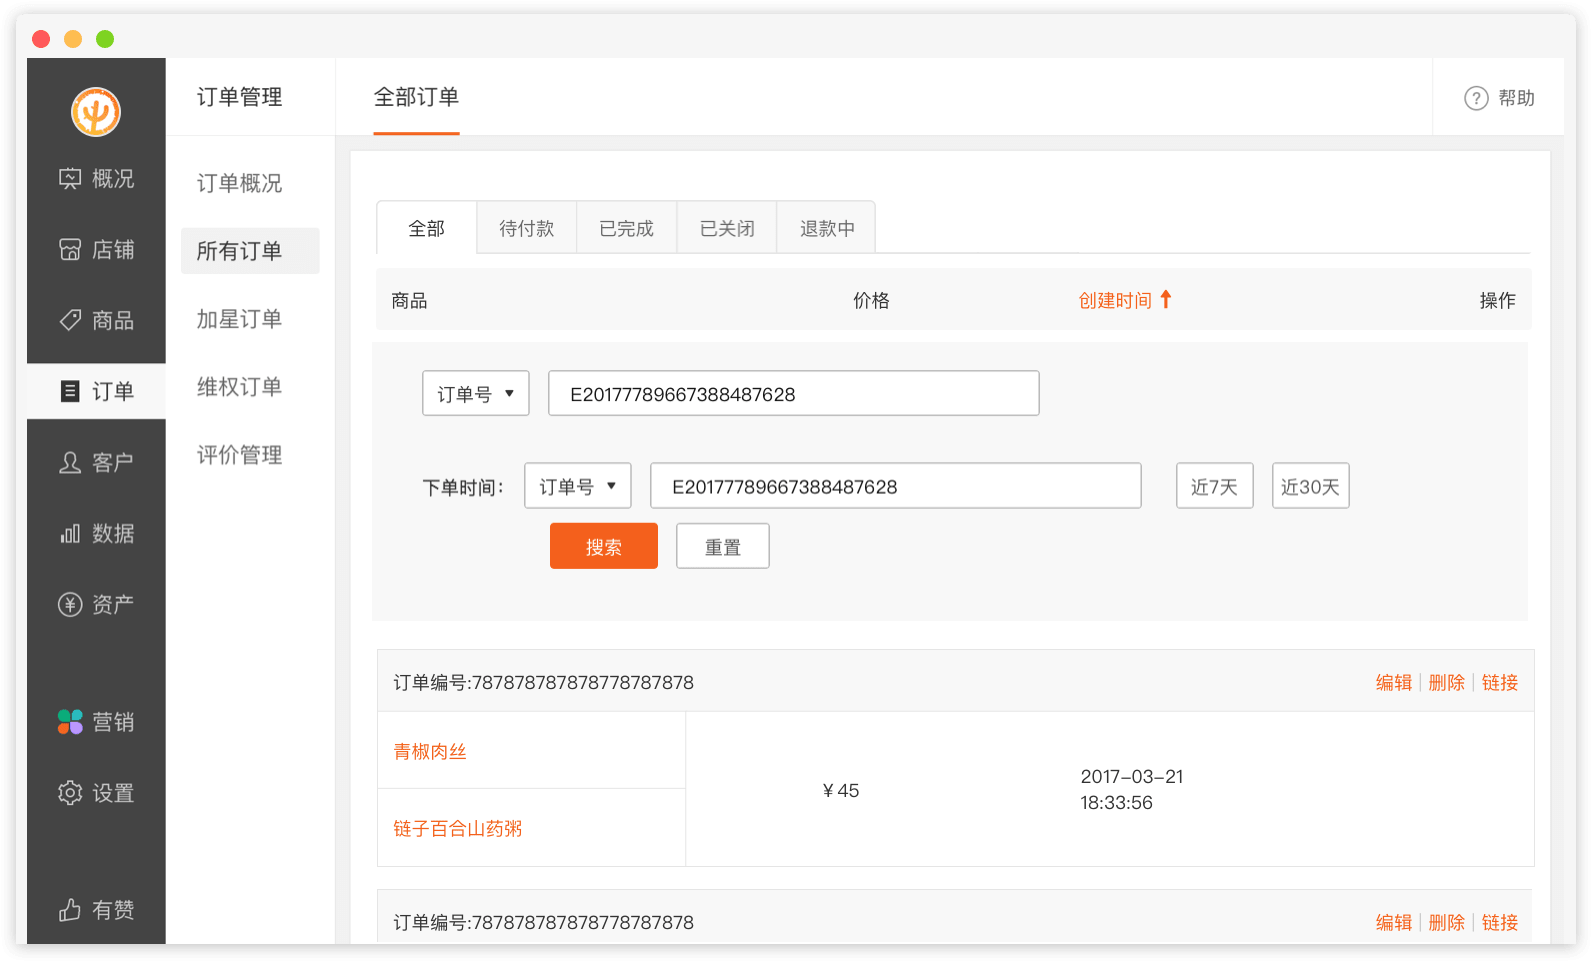 订单管理
全部订单
? 帮助
概况
店铺
商品
订单
客户
数据
¥ 资产
营销
设置
有赞
订单概况
所有订单
加星订单
维权订单
评价管理
全部 待付款 已完成 已关闭 退款中
商品 价格 创建时间 操作
订单号 E20177789667388487628
下单时间： 订单号 E20177789667388487628 近7天 近30天
搜索 重置
订单编号:7878787878787787878​78 编辑 删除 链接
青椒肉丝
链子百合山药粥
¥45
2017-03-21
18:33:56
订单编号:787878787878778787878 编辑 删除 链接